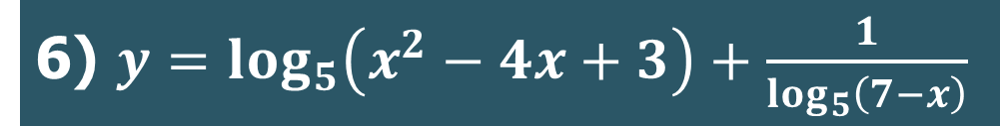 6) y = log₅(x² − 4x + 3) + 1/log₅(7−x)